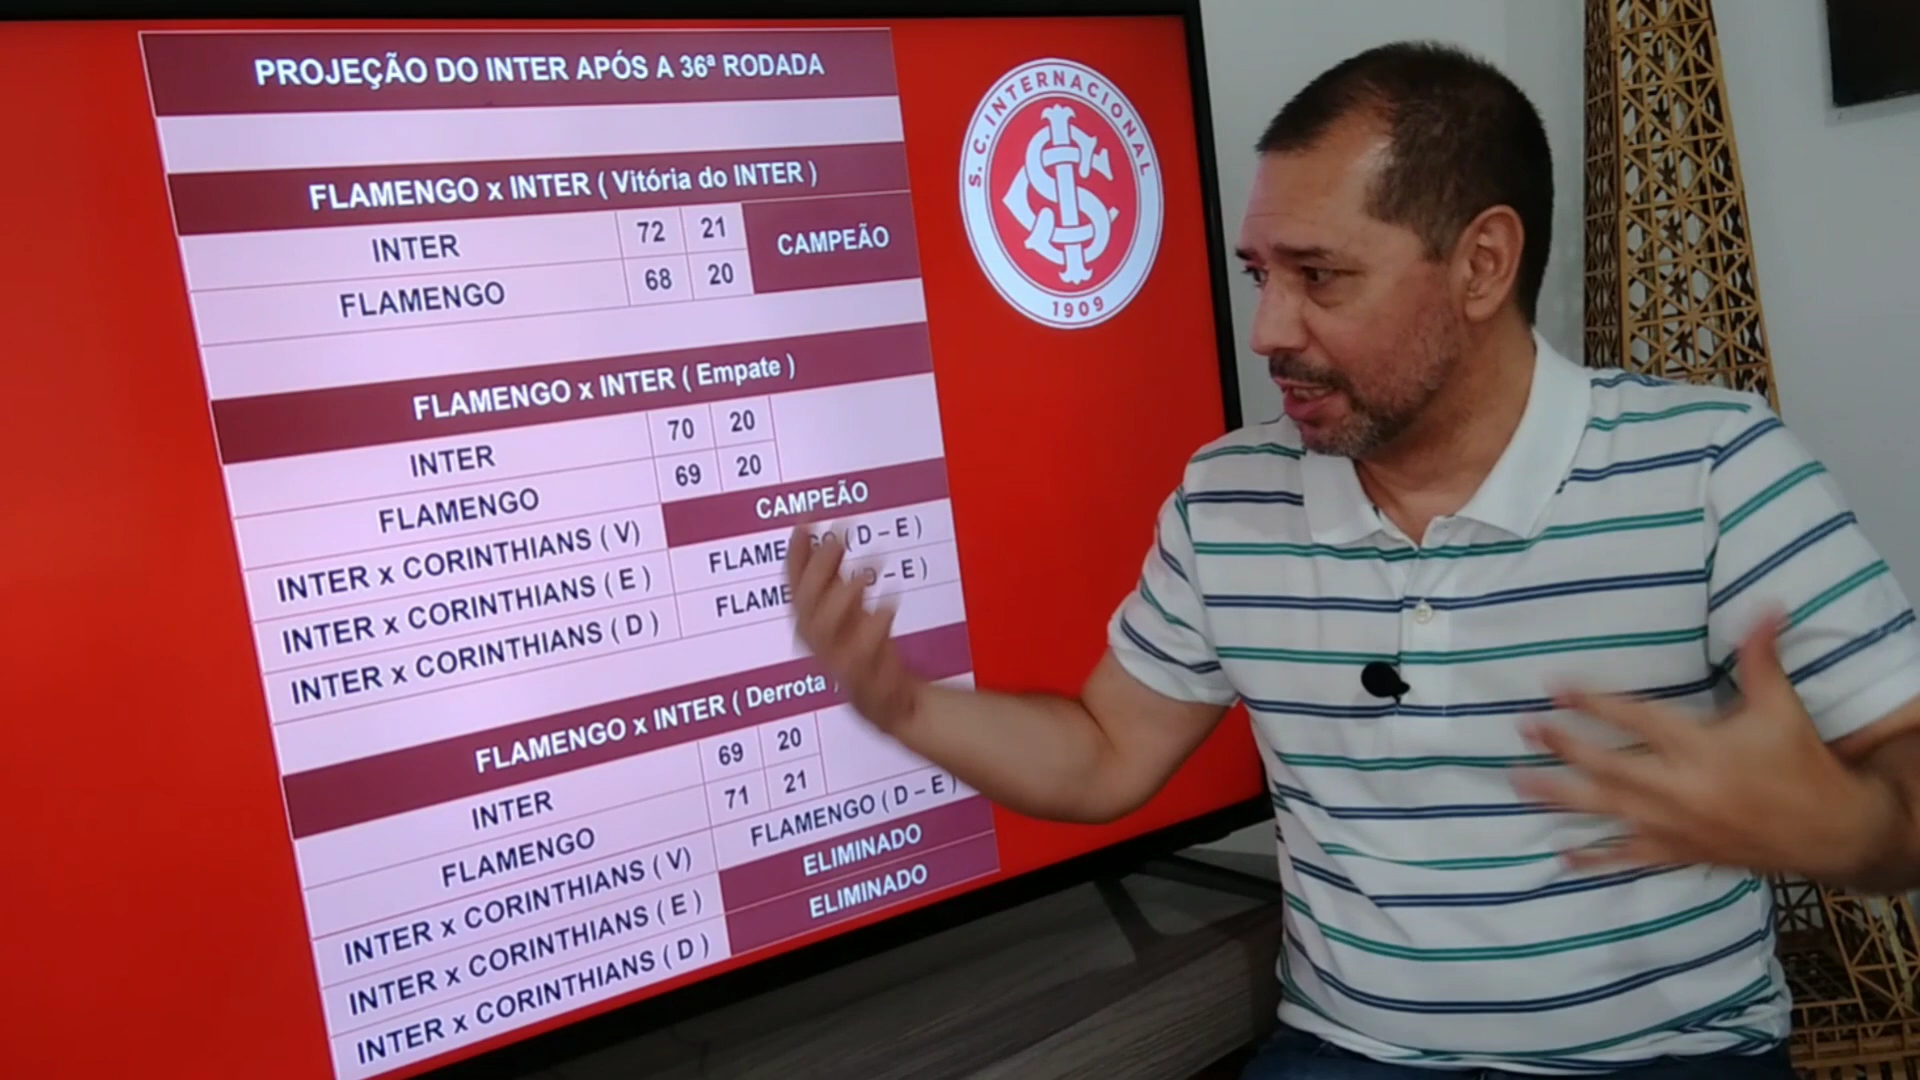 PROJEÇÃO DO INTER APÓS A 36ª RODADA
S. C. INTERNACIONAL
1909
FLAMENGO x INTER ( Vitória do INTER )
INTER 72 21 CAMPEÃO
FLAMENGO 68 20
FLAMENGO x INTER ( Empate )
INTER 70 20
FLAMENGO 69 20
INTER x CORINTHIANS ( V) CAMPEÃO
INTER x CORINTHIANS ( E ) FLAMENGO ( D – E )
INTER x CORINTHIANS ( D ) ( D – E )
FLAMENGO x INTER ( Derrota
INTER 69 20
FLAMENGO 71 21
INTER x CORINTHIANS ( V) FLAMENGO ( D – E )
INTER x CORINTHIANS ( E ) ELIMINADO
INTER x CORINTHIANS ( D ) ELIMINADO